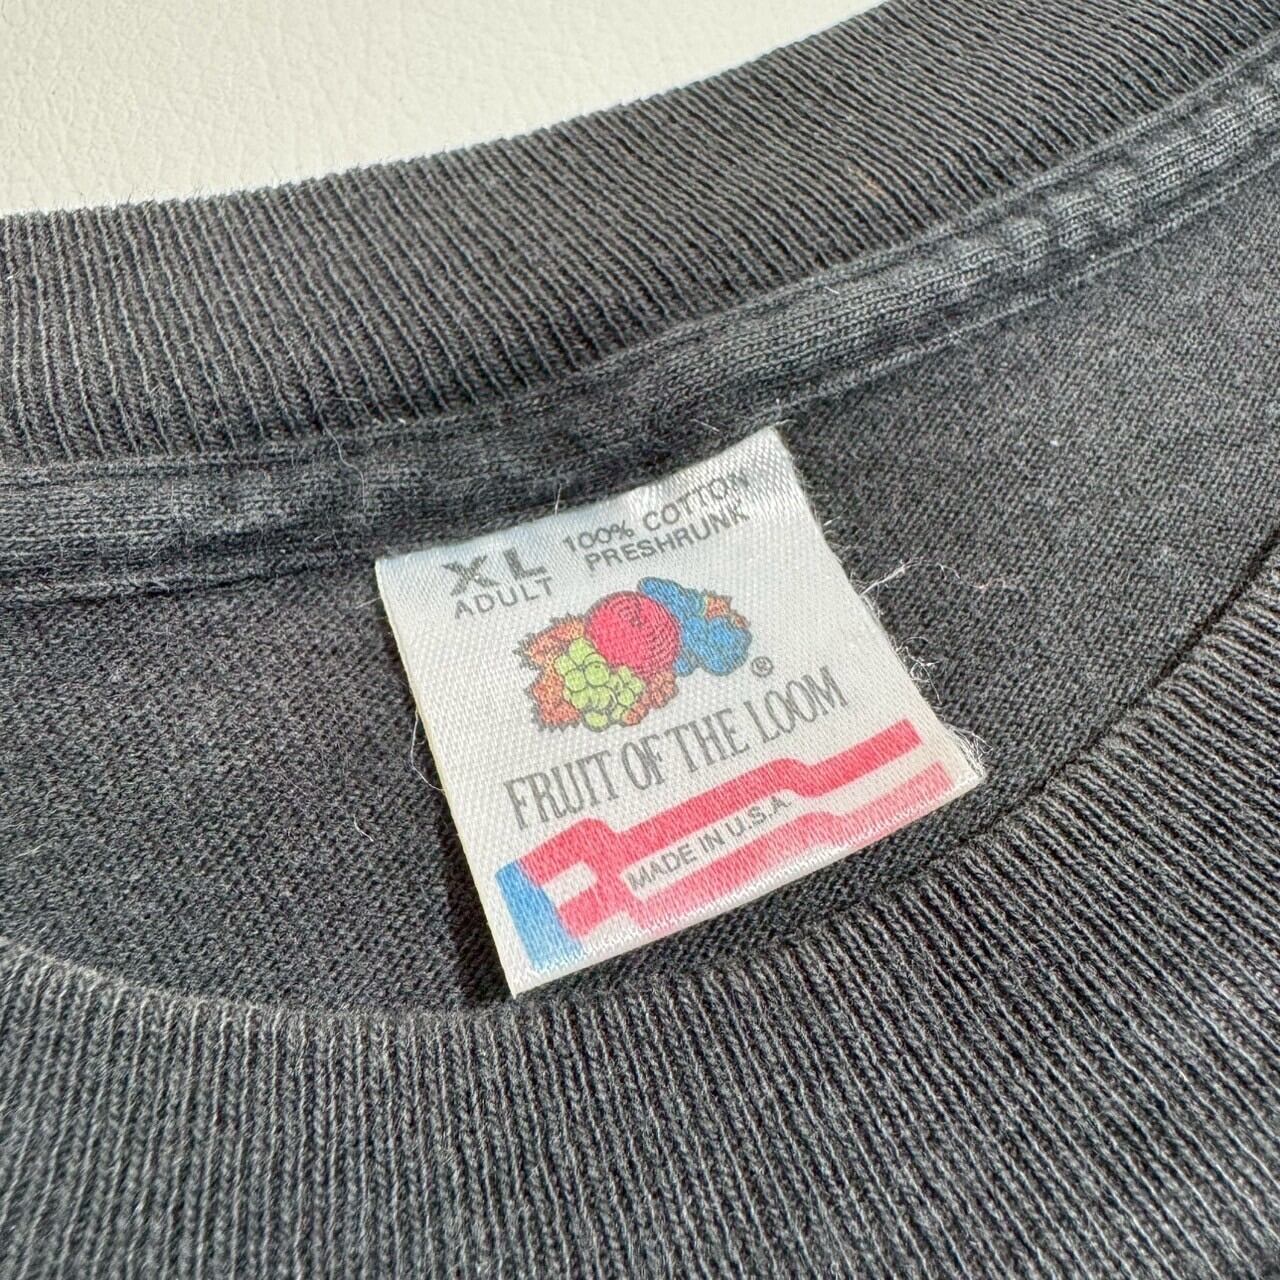 XL
ADULT
100% COTTON
PRESHRUNK
®
FRUIT OF THE LOOM
MADE IN U.S.A.